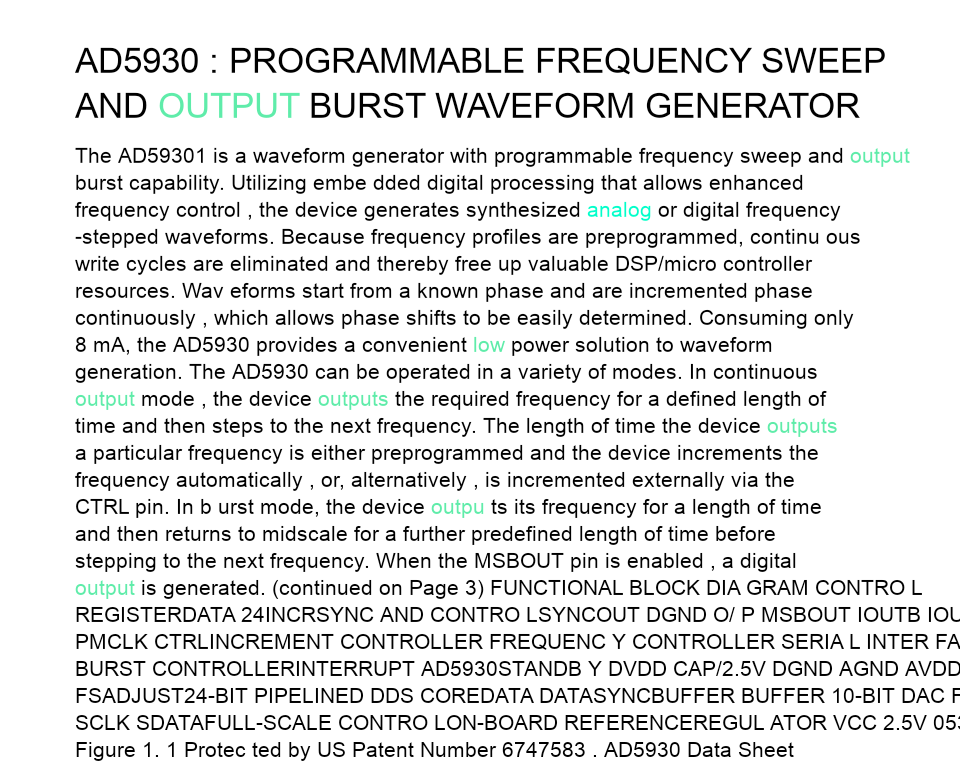 AD5930 : PROGRAMMABLE FREQUENCY SWEEP
AND OUTPUT BURST WAVEFORM GENERATOR
The AD59301 is a waveform generator with programmable frequency sweep and output
burst capability. Utilizing embe dded digital processing that allows enhanced
frequency control , the device generates synthesized analog or digital frequency
-stepped waveforms. Because frequency profiles are preprogrammed, continu ous
write cycles are eliminated and thereby free up valuable DSP/micro controller
resources. Wav eforms start from a known phase and are incremented phase
continuously , which allows phase shifts to be easily determined. Consuming only
8 mA, the AD5930 provides a convenient low power solution to waveform
generation. The AD5930 can be operated in a variety of modes. In continuous
output mode , the device outputs the required frequency for a defined length of
time and then steps to the next frequency. The length of time the device outputs
a particular frequency is either preprogrammed and the device increments the
frequency automatically , or, alternatively , is incremented externally via the
CTRL pin. In b urst mode, the device outpu ts its frequency for a length of time
and then returns to midscale for a further predefined length of time before
stepping to the next frequency. When the MSBOUT pin is enabled , a digital
output is generated. (continued on Page 3) FUNCTIONAL BLOCK DIA GRAM CONTRO L
REGISTERDATA 24INCRSYNC AND CONTRO LSYNCOUT DGND O/ P MSBOUT IOUTB IOU
PMCLK CTRLINCREMENT CONTROLLER FREQUENC Y CONTROLLER SERIA L INTER FA
BURST CONTROLLERINTERRUPT AD5930STANDB Y DVDD CAP/2.5V DGND AGND AVDD
FSADJUST24-BIT PIPELINED DDS COREDATA DATASYNCBUFFER BUFFER 10-BIT DAC F
SCLK SDATAFULL-SCALE CONTRO LON-BOARD REFERENCEREGUL ATOR VCC 2.5V 053
Figure 1. 1 Protec ted by US Patent Number 6747583 . AD5930 Data Sheet